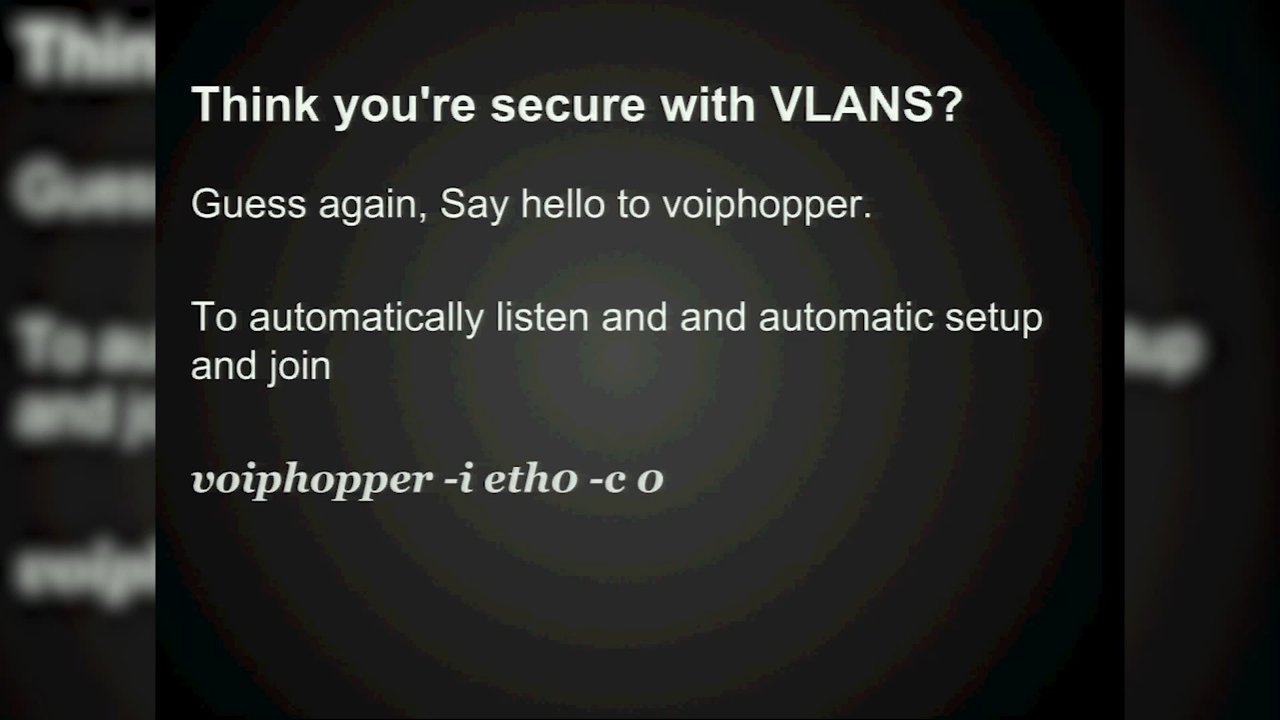 Think you're secure with VLANS?
Guess again, Say hello to voiphopper.
To automatically listen and and automatic setup
and join
voiphopper -i eth0 -c 0